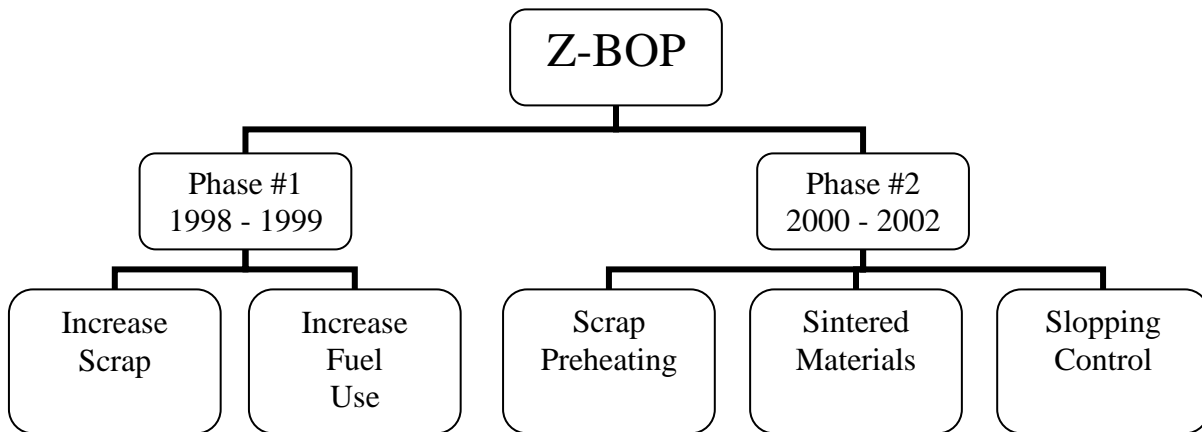 Z-BOP
Phase #1
1998 - 1999
Phase #2
2000 - 2002
Increase
Scrap
Increase
Fuel
Use
Scrap
Preheating
Sintered
Materials
Slopping
Control